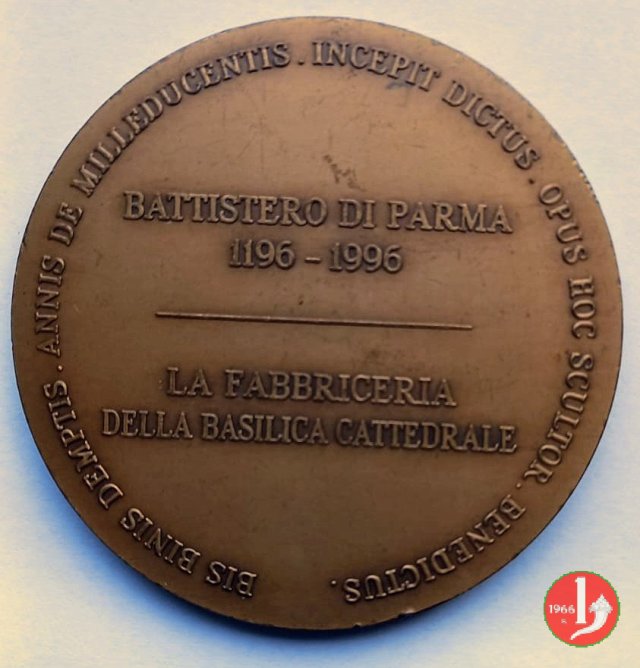 BIS BINIS DEMPTIS . ANNIS DE MILLEDUCENTIS . INCEPIT DICTUS . OPUS HOC SCULTOR . BENEDICTUS .
BATTISTERO DI PARMA
1196 - 1996
LA FABBRICERIA
DELLA BASILICA CATTEDRALE
1966